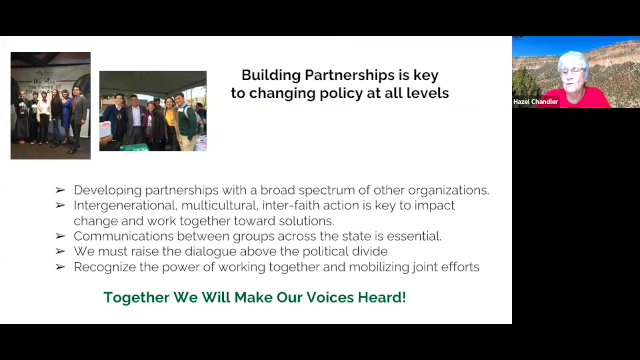 Building Partnerships is key
to changing policy at all levels
➢ Developing partnerships with a broad spectrum of other organizations.
➢ Intergenerational, multicultural, inter-faith action is key to impact
change and work together toward solutions.
➢ Communications between groups across the state is essential.
➢ We must raise the dialogue above the political divide
➢ Recognize the power of working together and mobilizing joint efforts
Together We Will Make Our Voices Heard!
Hazel Chandler